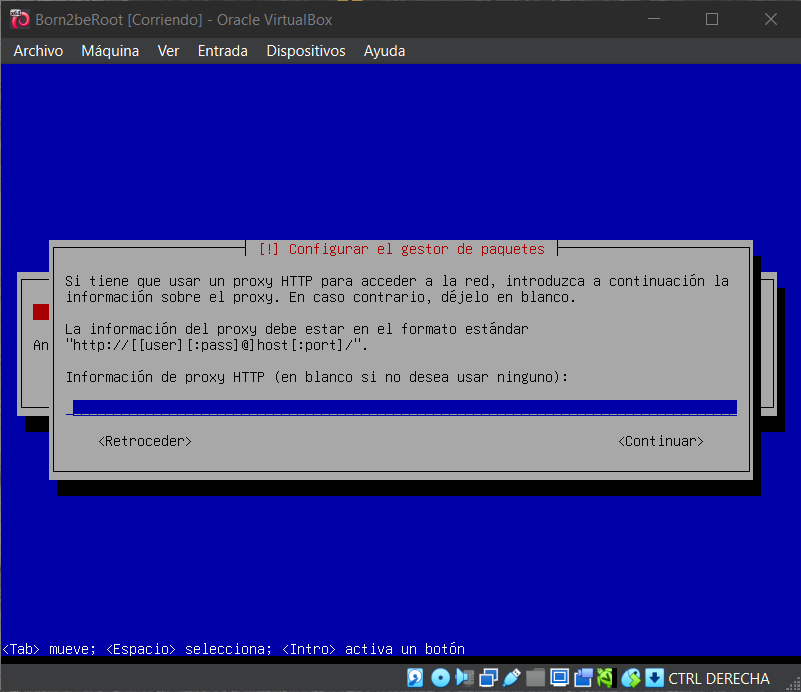 Born2beRoot [Corriendo] - Oracle VirtualBox
Archivo Máquina Ver Entrada Dispositivos Ayuda
[!] Configurar el gestor de paquetes
Si tiene que usar un proxy HTTP para acceder a la red, introduzca a continuación la
información sobre el proxy. En caso contrario, déjelo en blanco.
La información del proxy debe estar en el formato estándar
"http://[[user][:pass]@]host[:port]/".
An
Información de proxy HTTP (en blanco si no desea usar ninguno):
<Retroceder> <Continuar>
<Tab> mueve; <Espacio> selecciona; <Intro> activa un botón
CTRL DERECHA